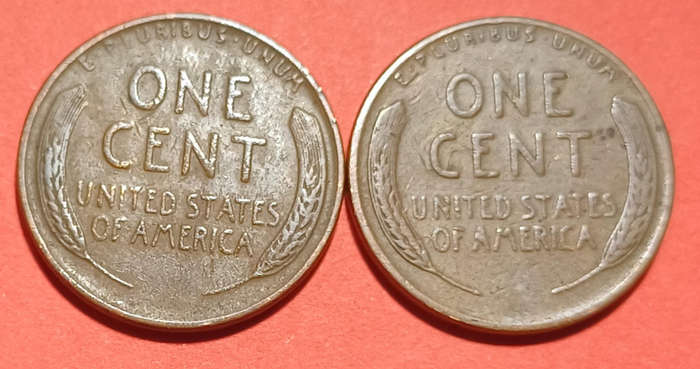 E·PLURIBUS·UNUM
ONE
CENT
UNITED STATES
OF AMERICA
E·PLURIBUS·UNUM
ONE
CENT
UNITED STATES
OF AMERICA